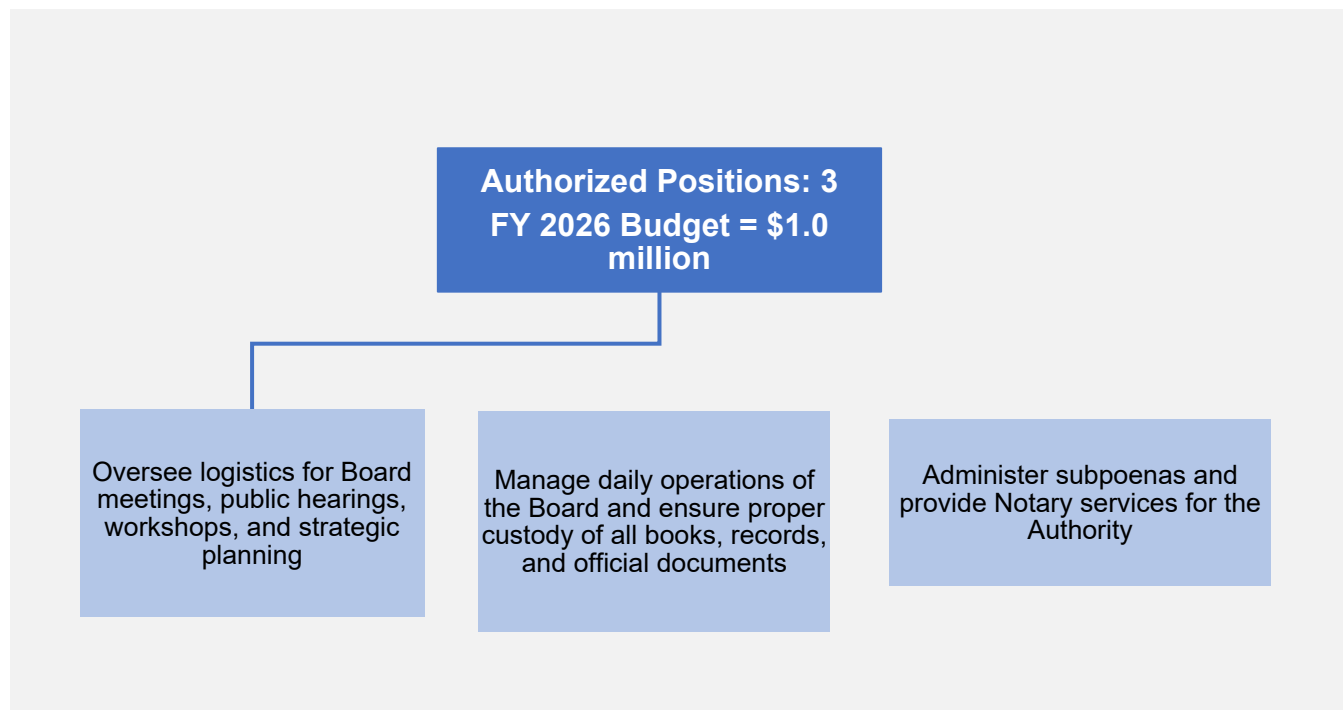 Authorized Positions: 3
FY 2026 Budget = $1.0
million
Oversee logistics for Board
meetings, public hearings,
workshops, and strategic
planning
Manage daily operations of
the Board and ensure proper
custody of all books, records,
and official documents
Administer subpoenas and
provide Notary services for the
Authority